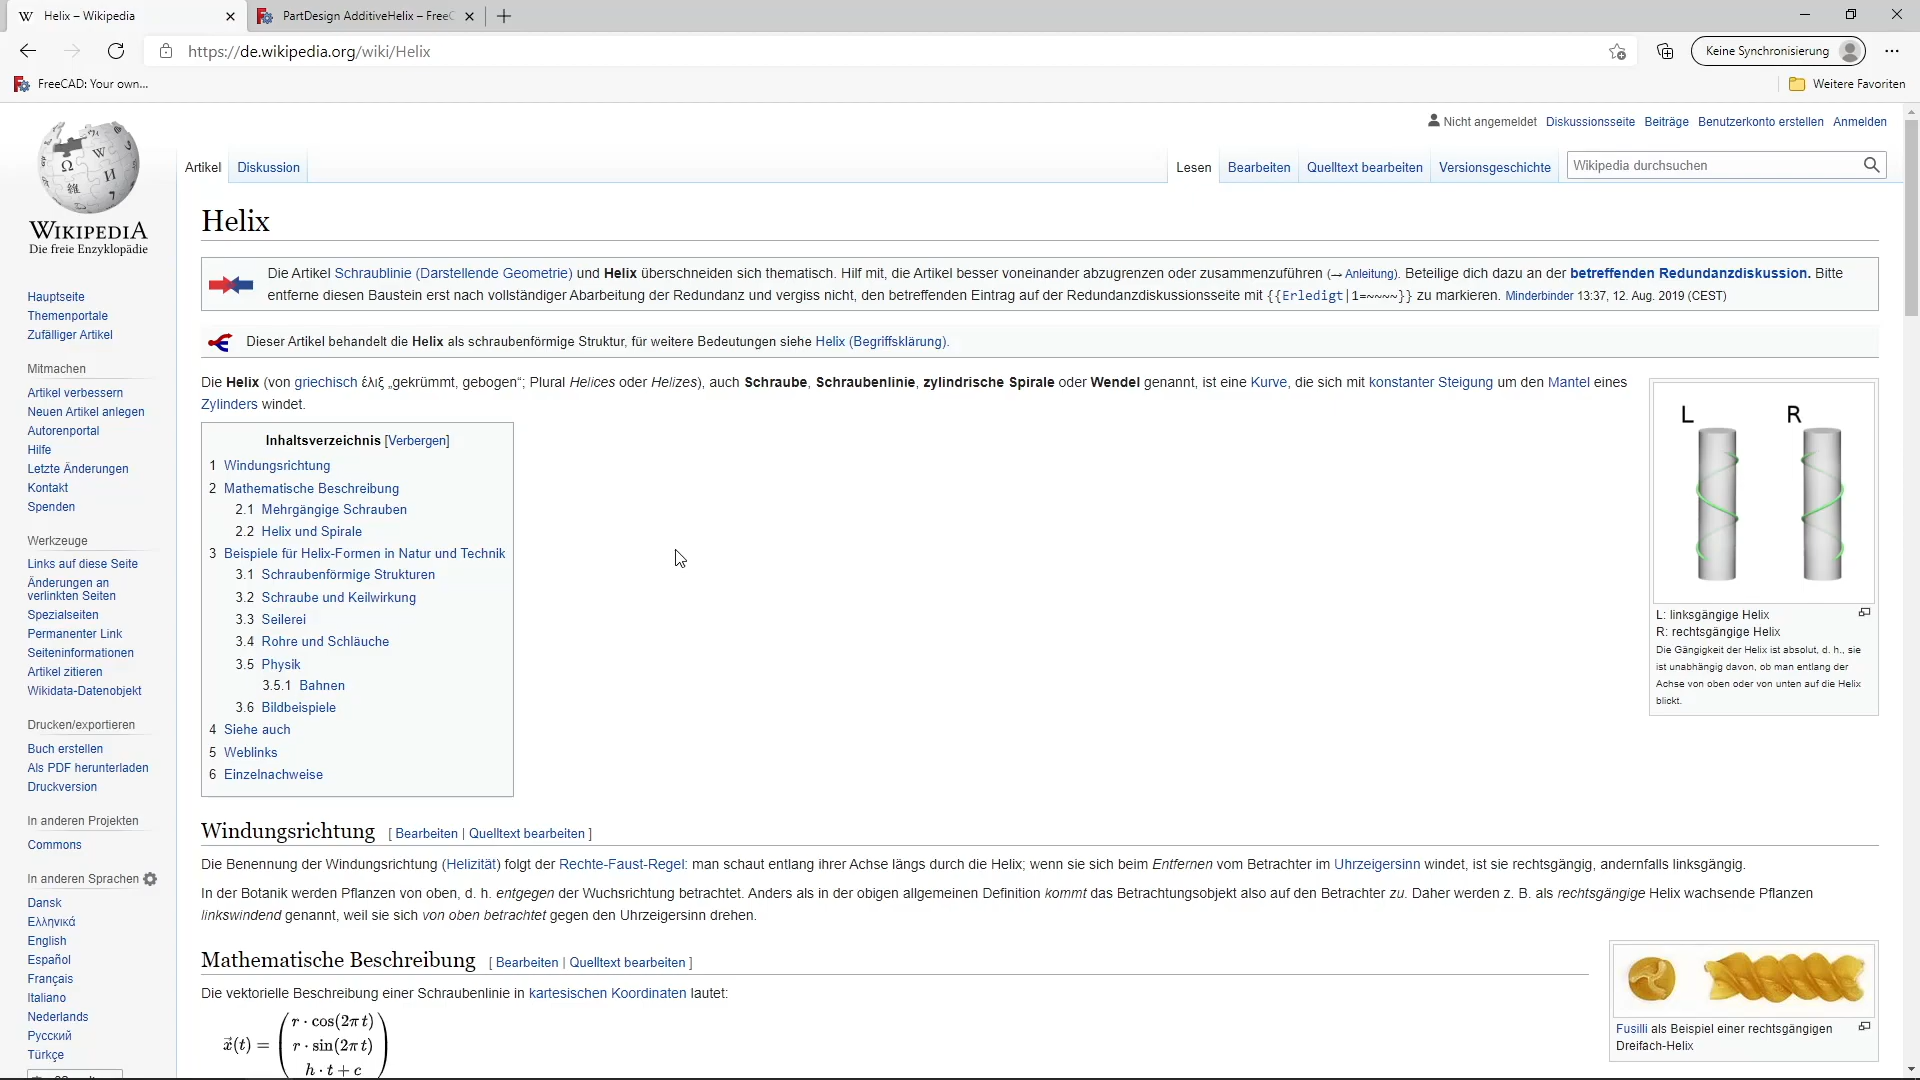 Helix – Wikipedia
PartDesign AdditiveHelix – FreeC
https://de.wikipedia.org/wiki/Helix
Keine Synchronisierung
FreeCAD: Your own...
Weitere Favoriten
Nicht angemeldet Diskussionsseite Beiträge Benutzerkonto erstellen Anmelden
Artikel Diskussion
Lesen Bearbeiten Quelltext bearbeiten Versionsgeschichte
Wikipedia durchsuchen
WIKIPEDIA
Die freie Enzyklopädie
Hauptseite
Themenportale
Zufälliger Artikel
Mitmachen
Artikel verbessern
Neuen Artikel anlegen
Autorenportal
Hilfe
Letzte Änderungen
Kontakt
Spenden
Werkzeuge
Links auf diese Seite
Änderungen an
verlinkten Seiten
Spezialseiten
Permanenter Link
Seiteninformationen
Artikel zitieren
Wikidata-Datenobjekt
Drucken/exportieren
Buch erstellen
Als PDF herunterladen
Druckversion
In anderen Projekten
Commons
In anderen Sprachen
Dansk
Ελληνικά
English
Español
Français
Italiano
Nederlands
Русский
Türkçe
Helix
Die Artikel Schraublinie (Darstellende Geometrie) und Helix überschneiden sich thematisch. Hilf mit, die Artikel besser voneinander abzugrenzen oder zusammenzuführen (→ Anleitung). Beteilige dich dazu an der betreffenden Redundanzdiskussion. Bitte
entferne diesen Baustein erst nach vollständiger Abarbeitung der Redundanz und vergiss nicht, den betreffenden Eintrag auf der Redundanzdiskussionsseite mit {{Erledigt|1=~~~~}} zu markieren. Minderbinder 13:37, 12. Aug. 2019 (CEST)
Dieser Artikel behandelt die Helix als schraubenförmige Struktur, für weitere Bedeutungen siehe Helix (Begriffsklärung).
Die Helix (von griechisch ἕλιξ „gekrümmt, gebogen“; Plural Helices oder Helizes), auch Schraube, Schraubenlinie, zylindrische Spirale oder Wendel genannt, ist eine Kurve, die sich mit konstanter Steigung um den Mantel eines
Zylinders windet.
Inhaltsverzeichnis [Verbergen]
1 Windungsrichtung
2 Mathematische Beschreibung
2.1 Mehrgängige Schrauben
2.2 Helix und Spirale
3 Beispiele für Helix-Formen in Natur und Technik
3.1 Schraubenförmige Strukturen
3.2 Schraube und Keilwirkung
3.3 Seilerei
3.4 Rohre und Schläuche
3.5 Physik
3.5.1 Bahnen
3.6 Bildbeispiele
4 Siehe auch
5 Weblinks
6 Einzelnachweise
L R
L: linksgängige Helix
R: rechtsgängige Helix
Die Gängigkeit der Helix ist absolut, d. h., sie
ist unabhängig davon, ob man entlang der
Achse von oben oder von unten auf die Helix
blickt.
Windungsrichtung [ Bearbeiten | Quelltext bearbeiten ]
Die Benennung der Windungsrichtung (Helizität) folgt der Rechte-Faust-Regel: man schaut entlang ihrer Achse längs durch die Helix; wenn sie sich beim Entfernen vom Betrachter im Uhrzeigersinn windet, ist sie rechtsgängig, andernfalls linksgängig.
In der Botanik werden Pflanzen von oben, d. h. entgegen der Wuchsrichtung betrachtet. Anders als in der obigen allgemeinen Definition kommt das Betrachtungsobjekt also auf den Betrachter zu. Daher werden z. B. als rechtsgängige Helix wachsende Pflanzen
linkswindend genannt, weil sie sich von oben betrachtet gegen den Uhrzeigersinn drehen.
Mathematische Beschreibung [ Bearbeiten | Quelltext bearbeiten ]
Die vektorielle Beschreibung einer Schraubenlinie in kartesischen Koordinaten lautet:
r · cos(2π t)
x⃗(t) = r · sin(2π t)
h · t + c
Fusilli als Beispiel einer rechtsgängigen
Dreifach-Helix